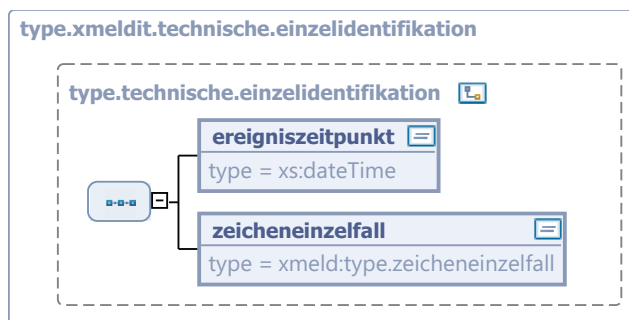 type.xmeldit.technische.einzelidentifikation
type.technische.einzelidentifikation
ereigniszeitpunkt
type = xs:dateTime
zeicheneinzelfall
type = xmeld:type.zeicheneinzelfall